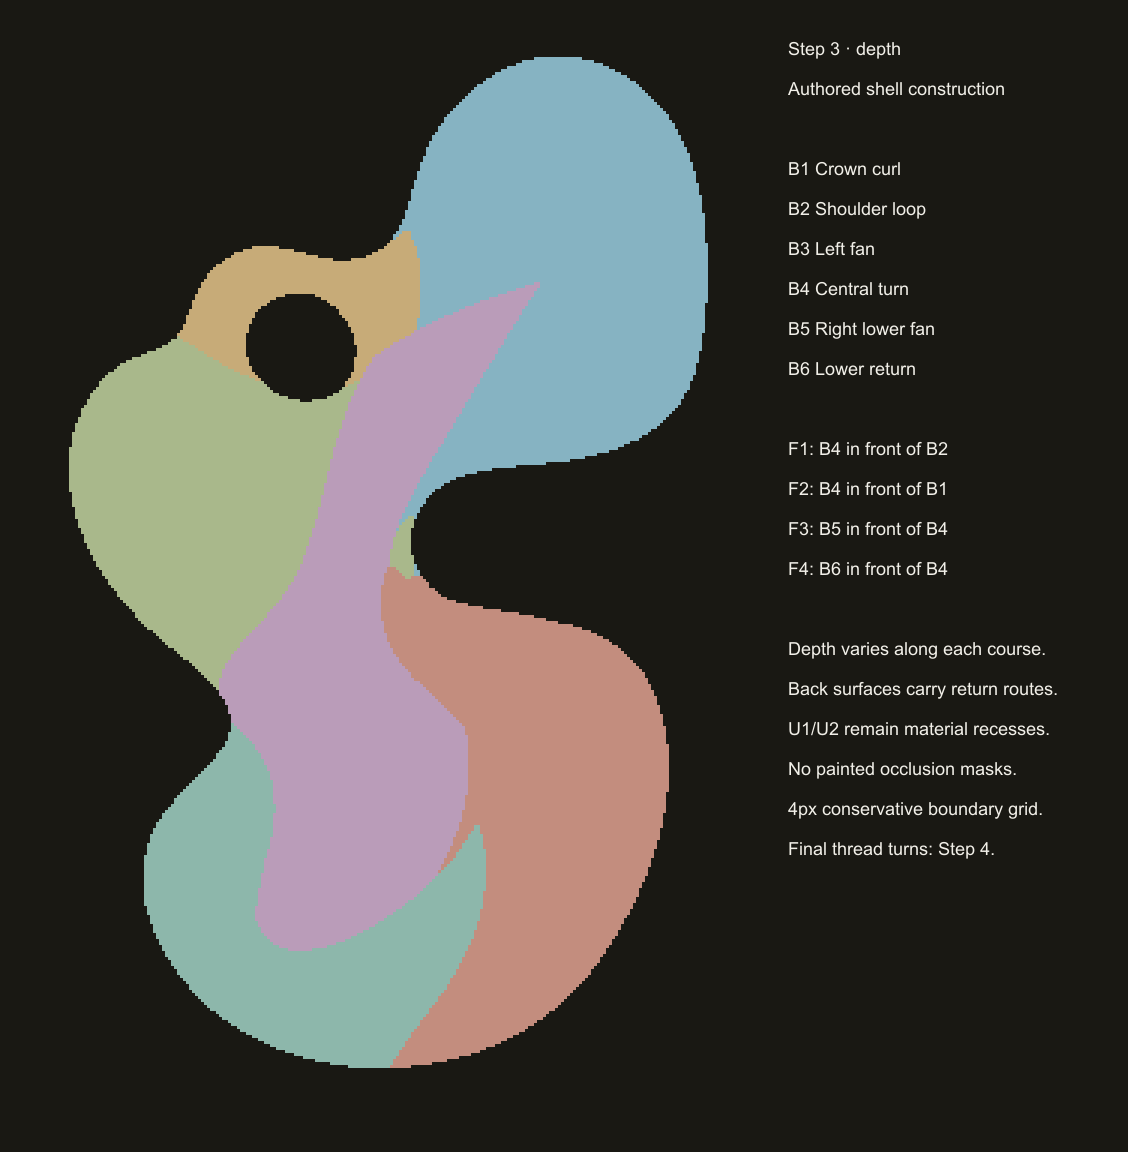 Step 3 · depth
Authored shell construction
B1 Crown curl
B2 Shoulder loop
B3 Left fan
B4 Central turn
B5 Right lower fan
B6 Lower return
F1: B4 in front of B2
F2: B4 in front of B1
F3: B5 in front of B4
F4: B6 in front of B4
Depth varies along each course.
Back surfaces carry return routes.
U1/U2 remain material recesses.
No painted occlusion masks.
4px conservative boundary grid.
Final thread turns: Step 4.